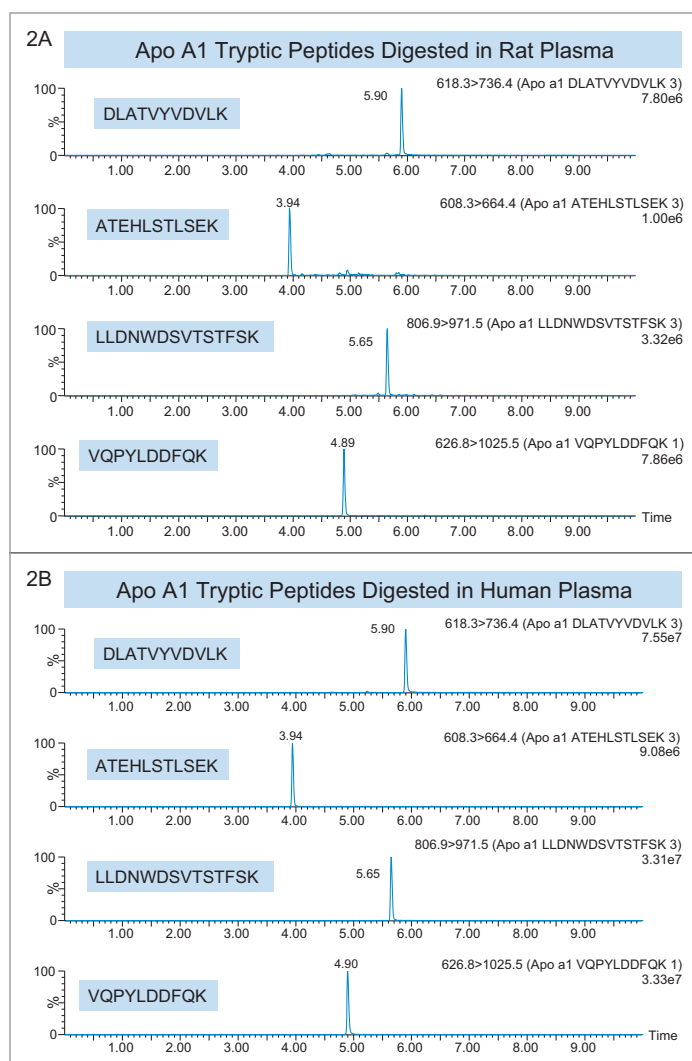 2A
Apo A1 Tryptic Peptides Digested in Rat Plasma
618.3>736.4 (Apo a1 DLATVYVDVLK 3)
7.80e6
5.90
DLATVYVDVLK
100
%
0
1.00 2.00 3.00 4.00 5.00 6.00 7.00 8.00 9.00
608.3>664.4 (Apo a1 ATEHLSTLSEK 3)
1.00e6
3.94
ATEHLSTLSEK
100
%
0
1.00 2.00 3.00 4.00 5.00 6.00 7.00 8.00 9.00
806.9>971.5 (Apo a1 LLDNWDSVTSTFSK 3)
3.32e6
5.65
LLDNWDSVTSTFSK
100
%
0
1.00 2.00 3.00 4.00 5.00 6.00 7.00 8.00 9.00
626.8>1025.5 (Apo a1 VQPYLDDFQK 1)
7.86e6
4.89
VQPYLDDFQK
100
%
0
Time
1.00 2.00 3.00 4.00 5.00 6.00 7.00 8.00 9.00
2B
Apo A1 Tryptic Peptides Digested in Human Plasma
618.3>736.4 (Apo a1 DLATVYVDVLK 3)
7.55e7
5.90
DLATVYVDVLK
100
%
0
1.00 2.00 3.00 4.00 5.00 6.00 7.00 8.00 9.00
608.3>664.4 (Apo a1 ATEHLSTLSEK 3)
9.08e6
3.94
ATEHLSTLSEK
100
%
0
1.00 2.00 3.00 4.00 5.00 6.00 7.00 8.00 9.00
806.9>971.5 (Apo a1 LLDNWDSVTSTFSK 3)
3.31e7
5.65
LLDNWDSVTSTFSK
100
%
0
1.00 2.00 3.00 4.00 5.00 6.00 7.00 8.00 9.00
626.8>1025.5 (Apo a1 VQPYLDDFQK 1)
3.33e7
4.90
VQPYLDDFQK
100
%
0
Time
1.00 2.00 3.00 4.00 5.00 6.00 7.00 8.00 9.00